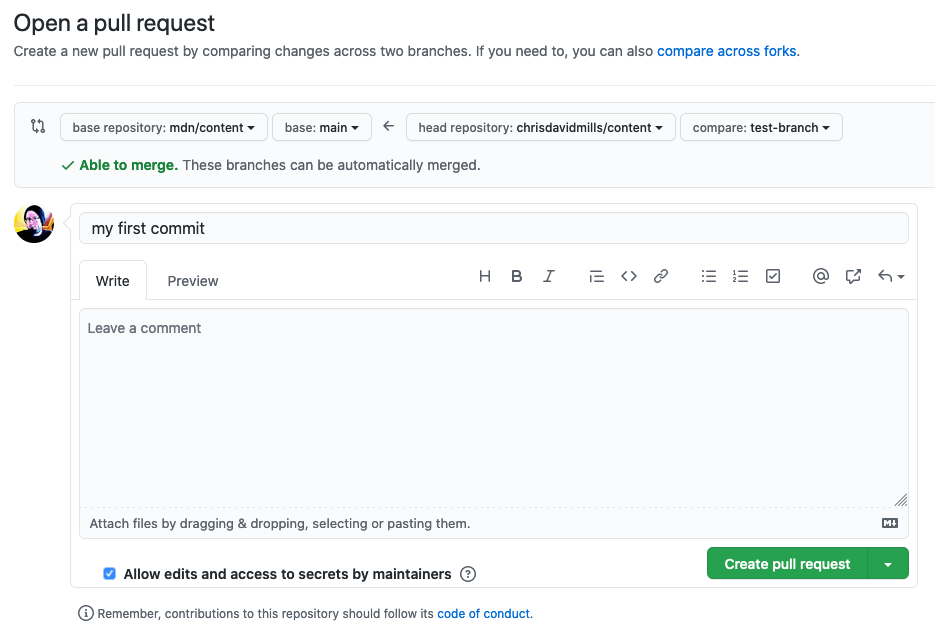 Open a pull request
Create a new pull request by comparing changes across two branches. If you need to, you can also compare across forks.
base repository: mdn/content base: main head repository: chrisdavidmills/content compare: test-branch
Able to merge. These branches can be automatically merged.
my first commit
Write Preview H B I
Leave a comment
Attach files by dragging & dropping, selecting or pasting them.
Allow edits and access to secrets by maintainers Create pull request
Remember, contributions to this repository should follow its code of conduct.